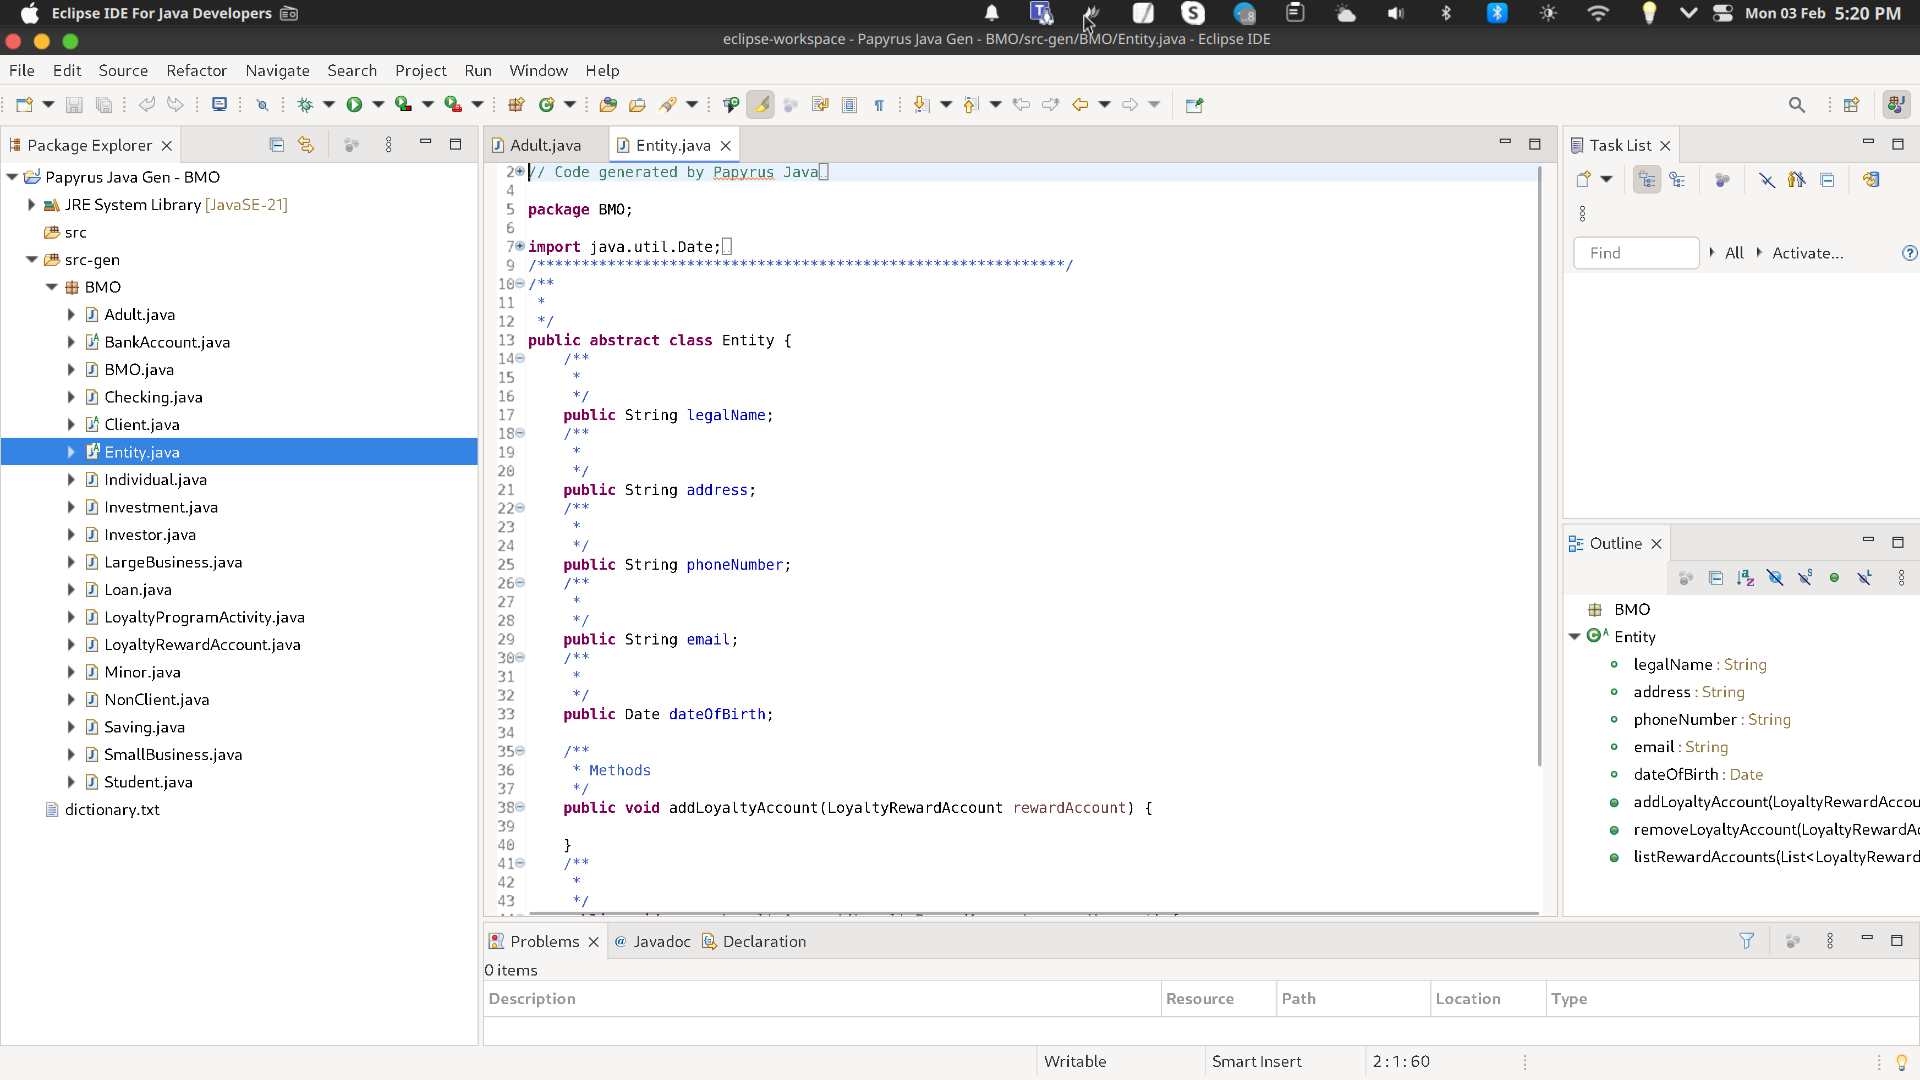 Eclipse IDE For Java Developers
Mon 03 Feb 5:20 PM
eclipse-workspace - Papyrus Java Gen - BMO/src-gen/BMO/Entity.java - Eclipse IDE
File Edit Source Refactor Navigate Search Project Run Window Help
Package Explorer
Papyrus Java Gen - BMO
JRE System Library [JavaSE-21]
src
src-gen
BMO
Adult.java
BankAccount.java
BMO.java
Checking.java
Client.java
Entity.java
Individual.java
Investment.java
Investor.java
LargeBusiness.java
Loan.java
LoyaltyProgramActivity.java
LoyaltyRewardAccount.java
Minor.java
NonClient.java
Saving.java
SmallBusiness.java
Student.java
dictionary.txt
Adult.java Entity.java
2 // Code generated by Papyrus Java
4
5 package BMO;
6
7 import java.util.Date;
9 /************************************************************/
10 /**
11 *
12 */
13 public abstract class Entity {
14 /**
15 *
16 */
17 public String legalName;
18 /**
19 *
20 */
21 public String address;
22 /**
23 *
24 */
25 public String phoneNumber;
26 /**
27 *
28 */
29 public String email;
30 /**
31 *
32 */
33 public Date dateOfBirth;
34
35 /**
36 * Methods
37 */
38 public void addLoyaltyAccount(LoyaltyRewardAccount rewardAccount) {
39
40 }
41 /**
42 *
43 */
Task List
Find All Activate...
Outline
BMO
Entity
legalName : String
address : String
phoneNumber : String
email : String
dateOfBirth : Date
addLoyaltyAccount(LoyaltyRewardAccou
removeLoyaltyAccount(LoyaltyRewardA
listRewardAccounts(List<LoyaltyReward
Problems Javadoc Declaration
0 items
Description Resource Path Location Type
Writable Smart Insert 2:1:60